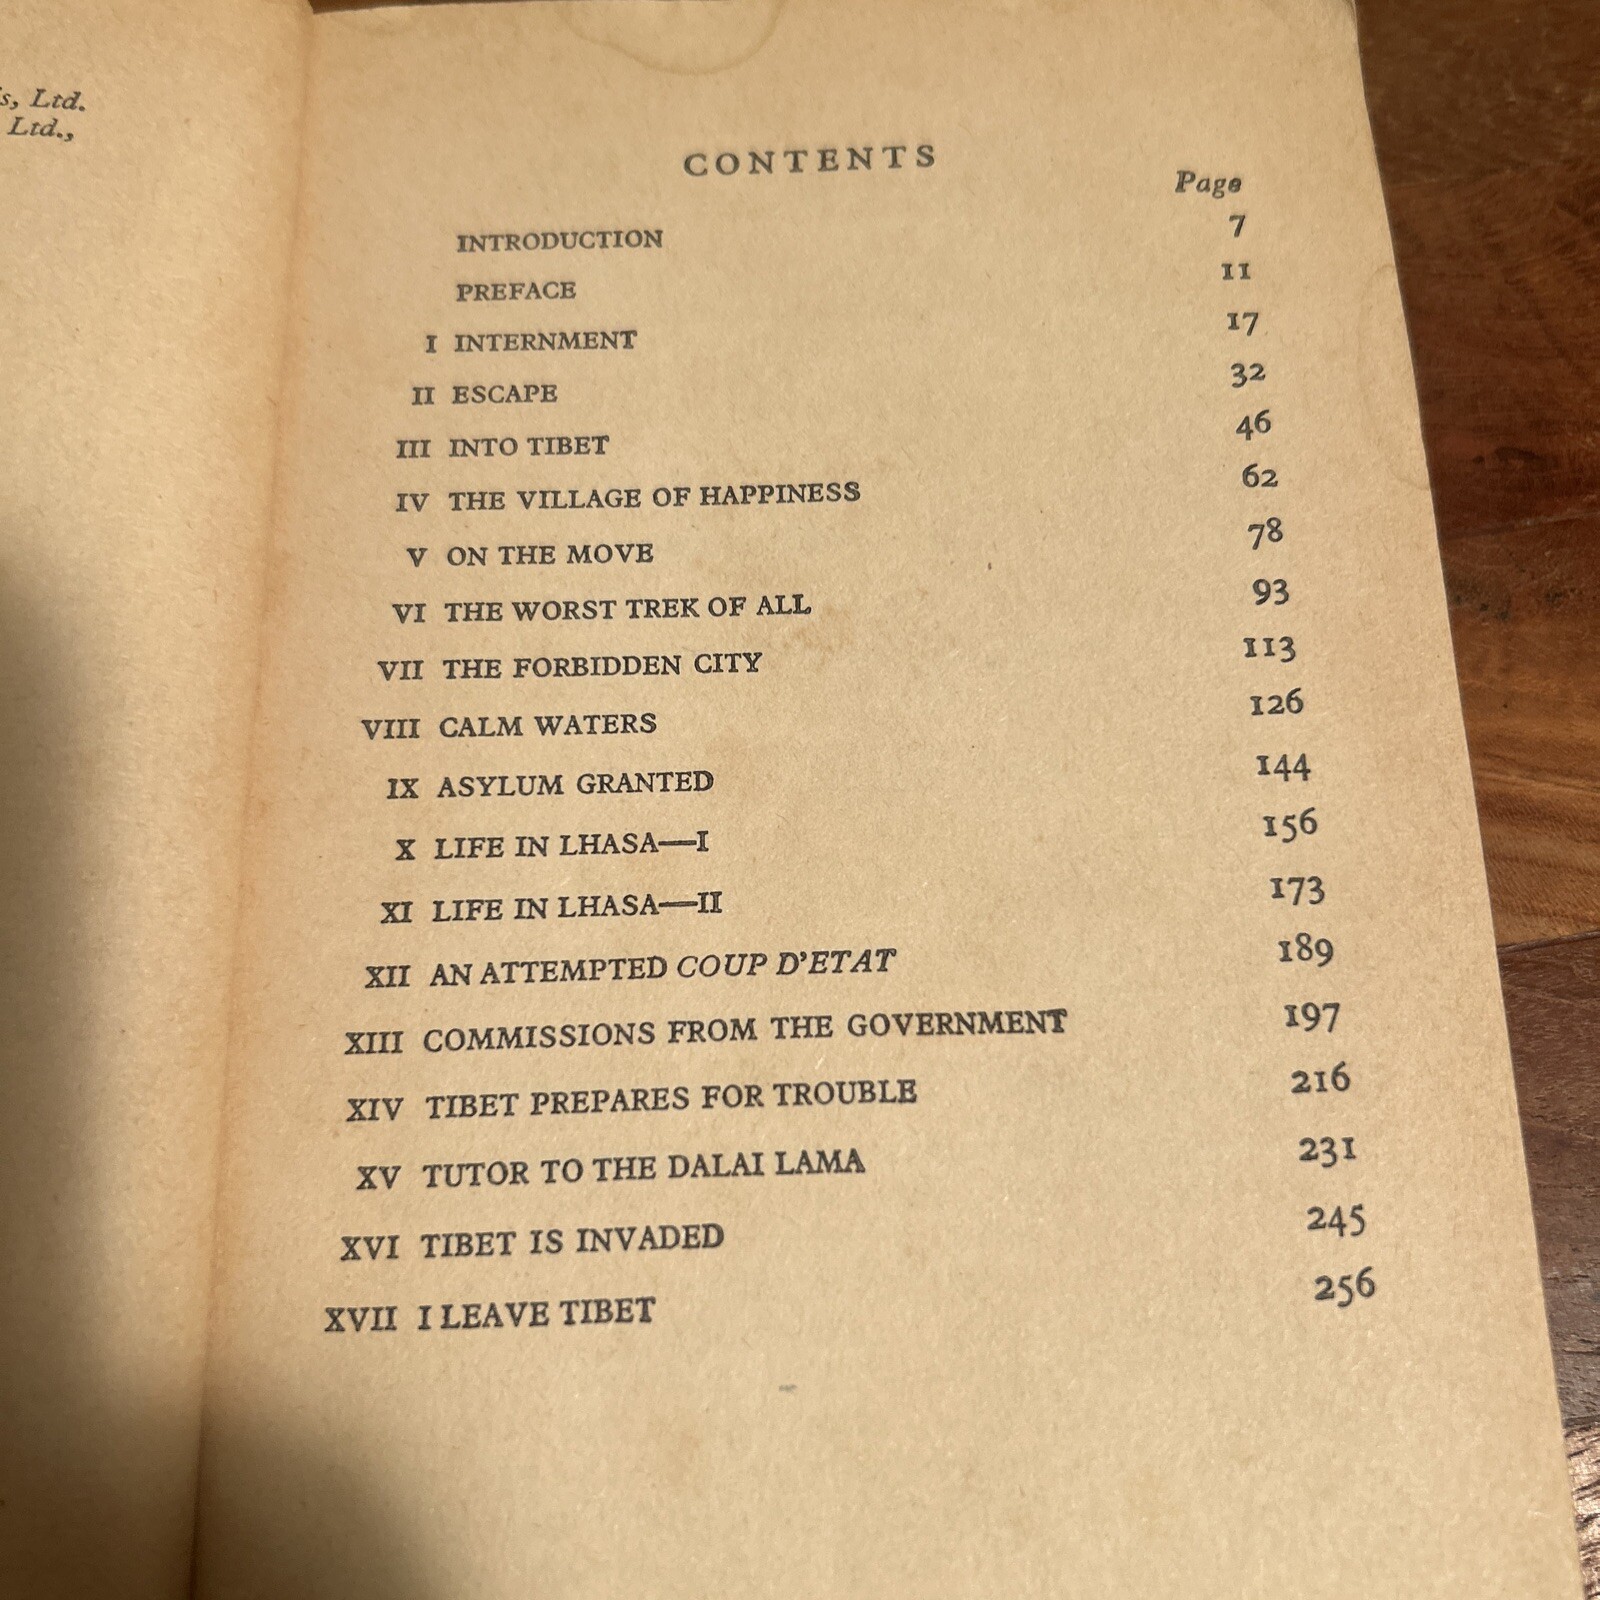 s, Ltd.
Ltd.,
CONTENTS
Page
INTRODUCTION 7
PREFACE 11
I INTERNMENT 17
II ESCAPE 32
III INTO TIBET 46
IV THE VILLAGE OF HAPPINESS 62
V ON THE MOVE 78
VI THE WORST TREK OF ALL 93
VII THE FORBIDDEN CITY 113
VIII CALM WATERS 126
IX ASYLUM GRANTED 144
X LIFE IN LHASA—I 156
XI LIFE IN LHASA—II 173
XII AN ATTEMPTED COUP D'ETAT 189
XIII COMMISSIONS FROM THE GOVERNMENT 197
XIV TIBET PREPARES FOR TROUBLE 216
XV TUTOR TO THE DALAI LAMA 231
XVI TIBET IS INVADED 245
XVII I LEAVE TIBET 256